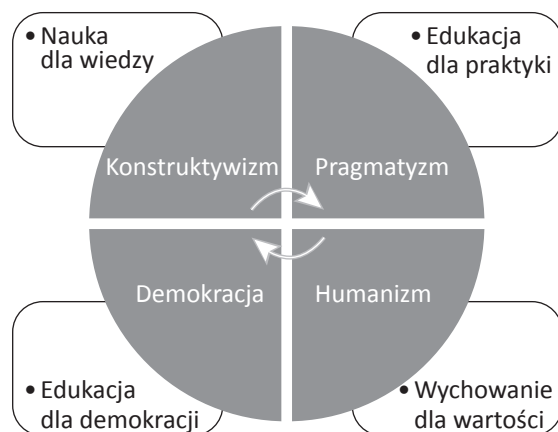 • Nauka
dla wiedzy
• Edukacja
dla praktyki
Konstruktywizm
Pragmatyzm
Demokracja
Humanizm
• Edukacja
dla demokracji
• Wychowanie
dla wartości